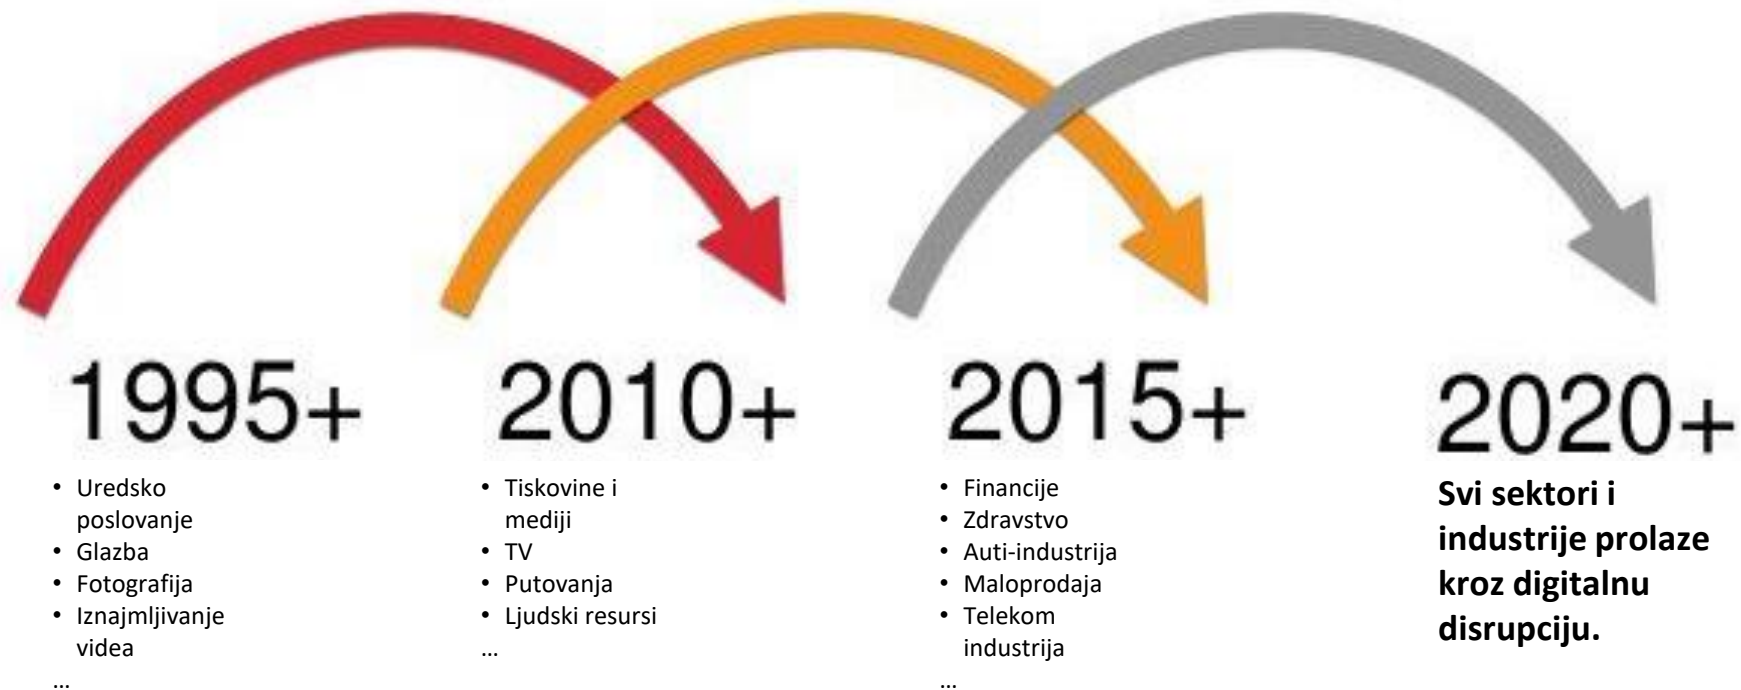 1995+
• Uredsko
poslovanje
• Glazba
• Fotografija
• Iznajmljivanje
videa
...
2010+
• Tiskovine i
mediji
• TV
• Putovanja
• Ljudski resursi
...
2015+
• Financije
• Zdravstvo
• Auti-industrija
• Maloprodaja
• Telekom
industrija
...
2020+
Svi sektori i
industrije prolaze
kroz digitalnu
disrupciju.